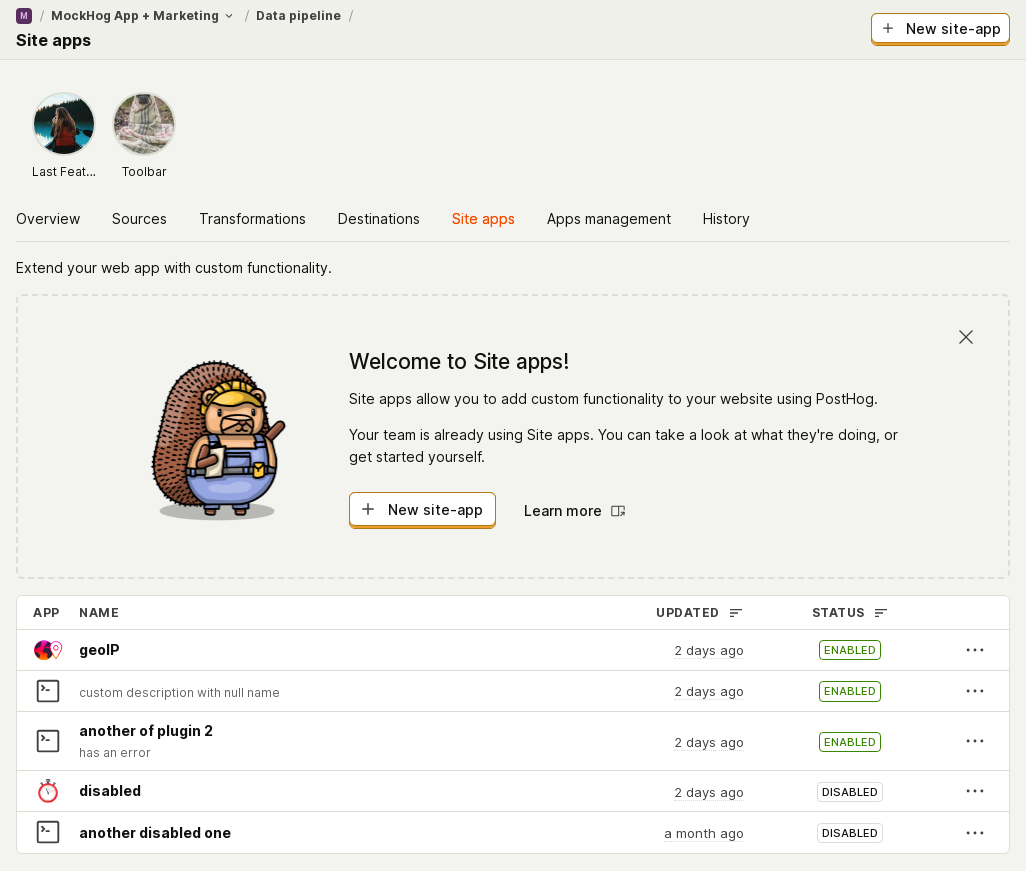 M / MockHog App + Marketing / Data pipeline /
Site apps
New site-app
Last Feat...
Toolbar
Overview Sources Transformations Destinations Site apps Apps management History
Extend your web app with custom functionality.
Welcome to Site apps!
Site apps allow you to add custom functionality to your website using PostHog.
Your team is already using Site apps. You can take a look at what they're doing, or
get started yourself.
New site-app Learn more
APP NAME UPDATED STATUS
geoIP 2 days ago ENABLED
custom description with null name 2 days ago ENABLED
another of plugin 2
has an error
2 days ago ENABLED
disabled 2 days ago DISABLED
another disabled one a month ago DISABLED